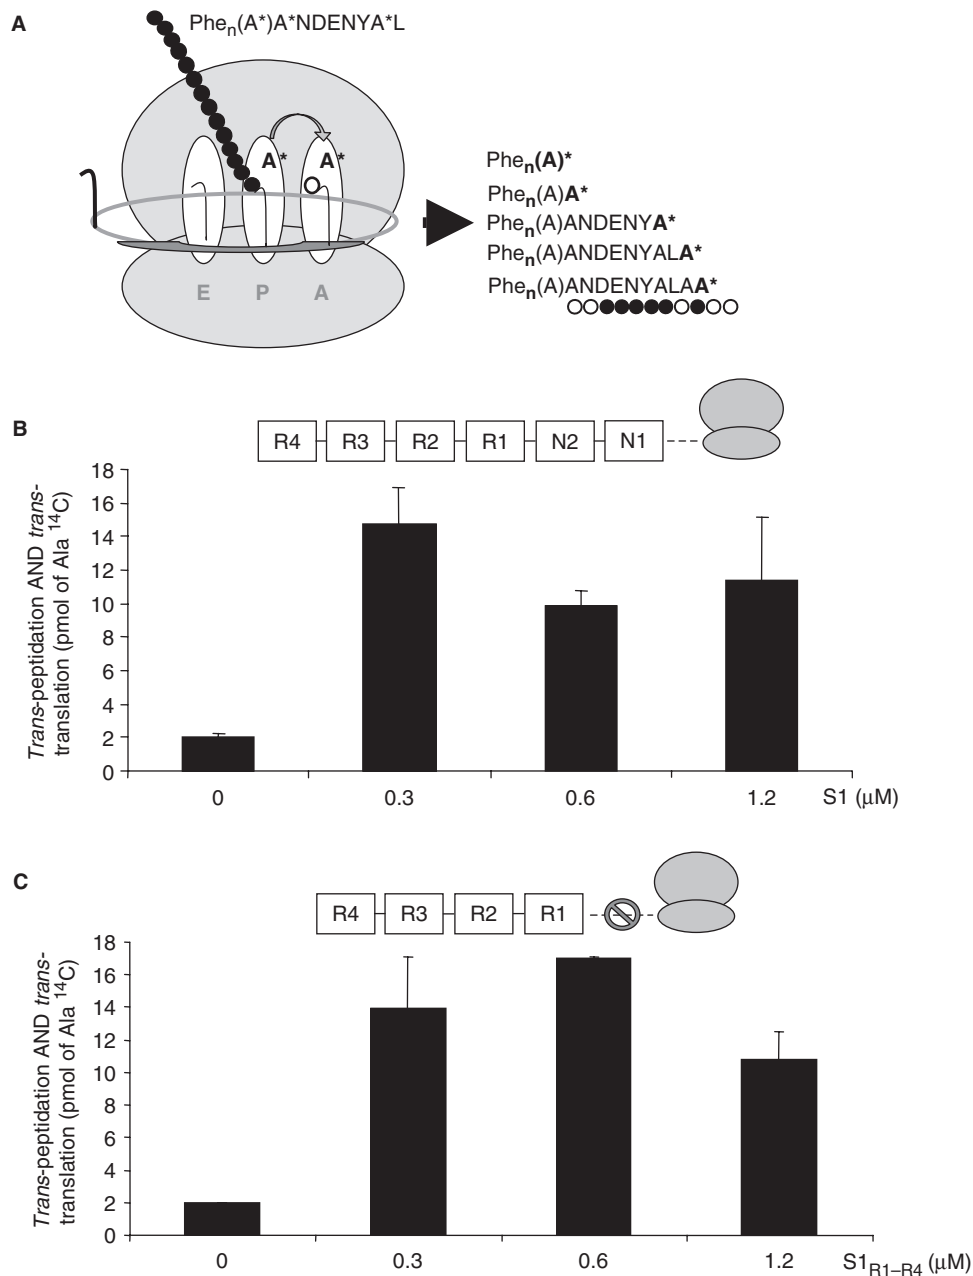 A
Phen(A*)A*NDENYA*L
A*
A*
E
P
A
Phen(A)*
Phen(A)A*
Phen(A)ANDENYA*
Phen(A)ANDENYALA*
Phen(A)ANDENYALAA*
B
R4
R3
R2
R1
N2
N1
Trans-peptidation AND trans-
translation (pmol of Ala 14C)
18
16
14
12
10
8
6
4
2
0
0
0.3
0.6
1.2
S1 (μM)
C
R4
R3
R2
R1
Trans-peptidation AND trans-
translation (pmol of Ala 14C)
18
16
14
12
10
8
6
4
2
0
0
0.3
0.6
1.2
S1R1–R4 (μM)